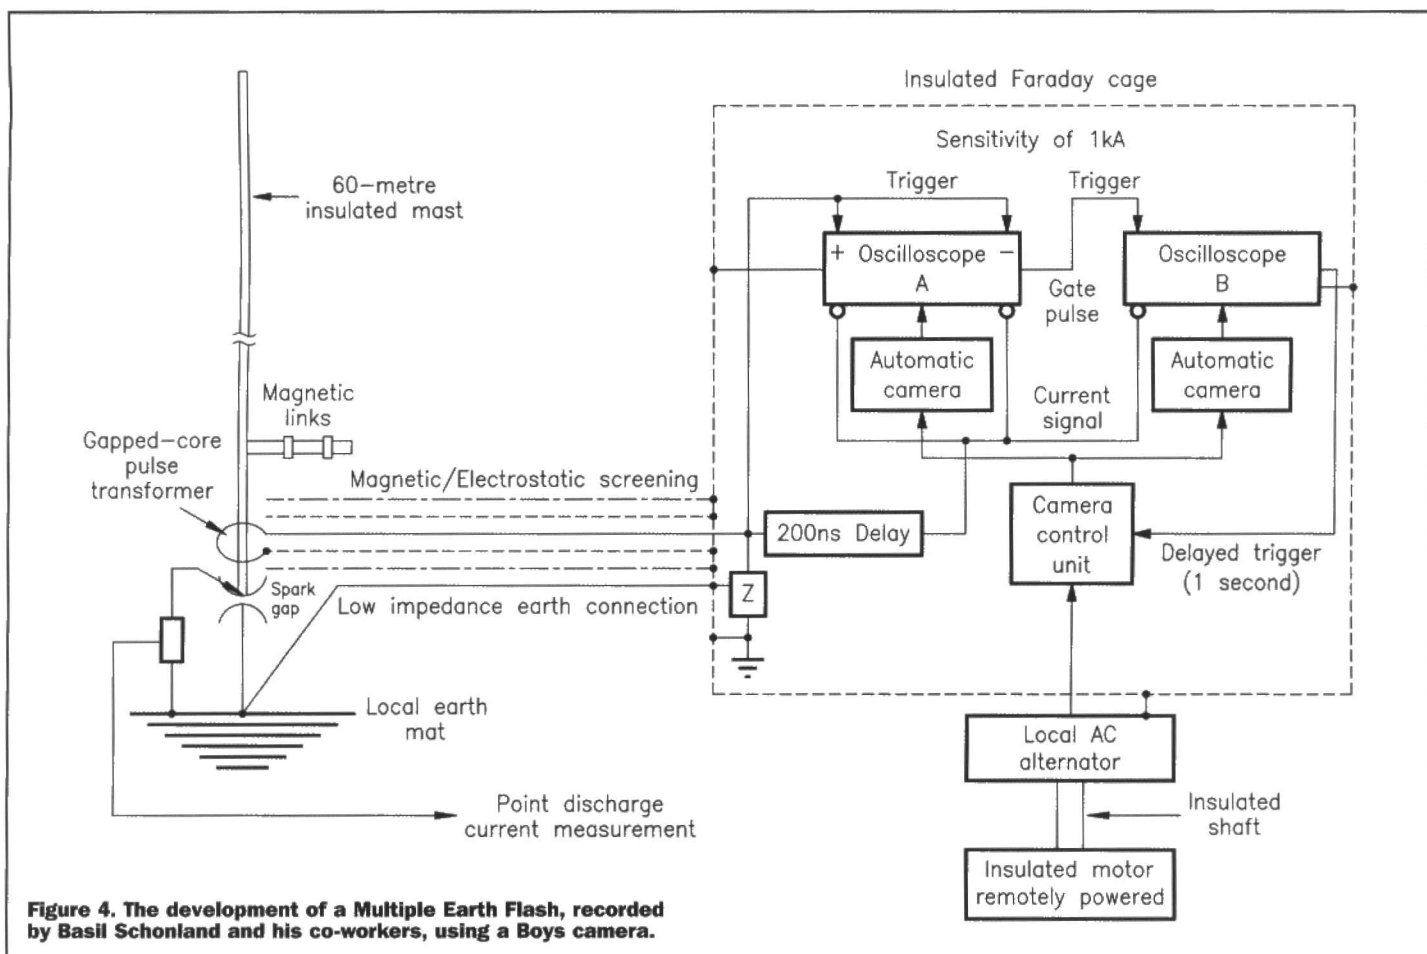 Insulated Faraday cage
Sensitivity of 1kA
Trigger
Trigger
60-metre
insulated mast
+ Oscilloscope -
A
Oscilloscope
B
Gate
pulse
Automatic
camera
Automatic
camera
Current
signal
Magnetic
links
Gapped-core
pulse
transformer
Magnetic/Electrostatic screening
Camera
control
unit
200ns Delay
Delayed trigger
(1 second)
Spark
gap
Low impedance earth connection
Z
Local earth
mat
Local AC
alternator
Point discharge
current measurement
Insulated
shaft
Insulated motor
remotely powered
Figure 4. The development of a Multiple Earth Flash, recorded
by Basil Schonland and his co-workers, using a Boys camera.